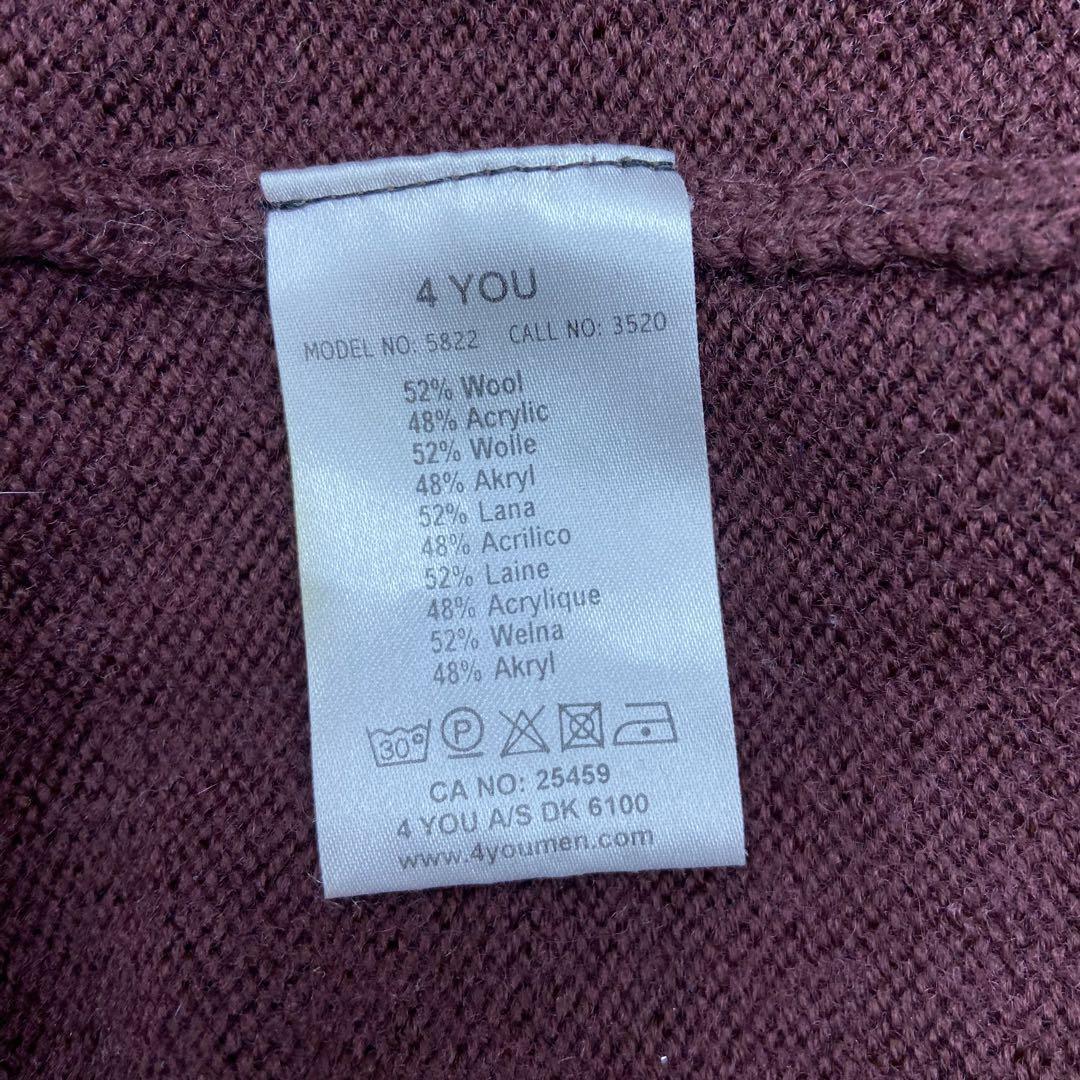 4 YOU
MODEL NO: 5822 CALL NO: 3520
52% Wool
48% Acrylic
52% Wolle
48% Akryl
52% Lana
48% Acrilico
52% Laine
48% Acrylique
52% Welna
48% Akryl
30° P
CA NO: 25459
4 YOU A/S DK 6100
www.4youmen.com